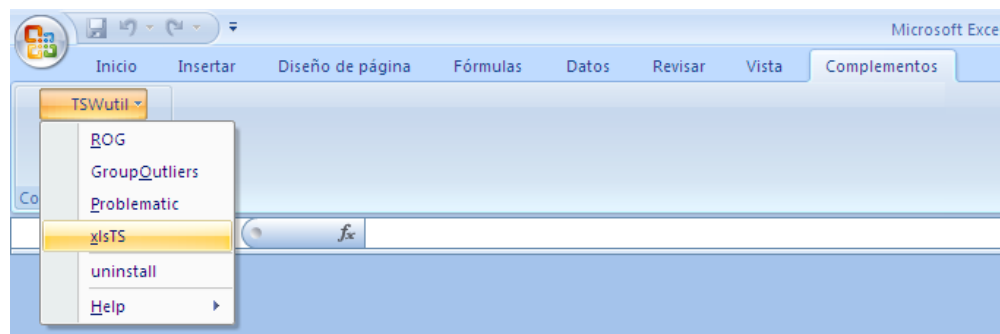 Microsoft Exce
Inicio Insertar Diseño de página Fórmulas Datos Revisar Vista Complementos
TSWutil
ROG
GroupOutliers
Co
Problematic
xlsTS
fx
uninstall
Help